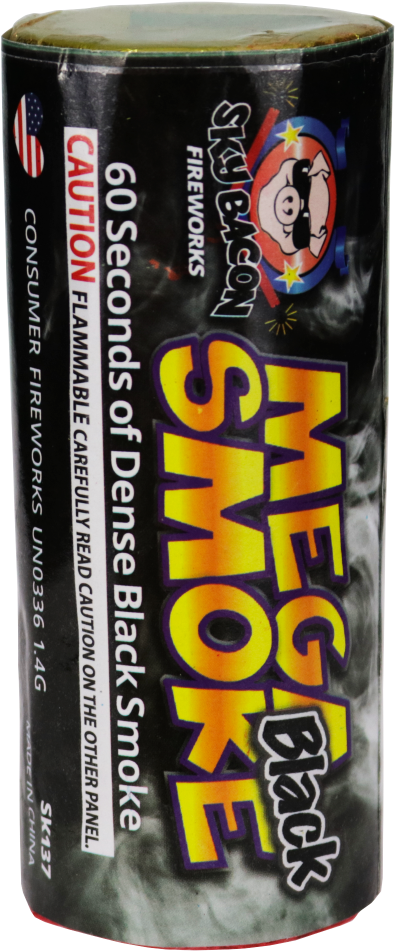 SKY BACON
FIREWORKS
MEGA
SMOKE
Black
60 Seconds of Dense Black Smoke
CAUTION FLAMMABLE CAREFULLY READ CAUTION ON THE OTHER PANEL.
CONSUMER FIREWORKS UN0336 1.4G
SK137
MADE IN CHINA